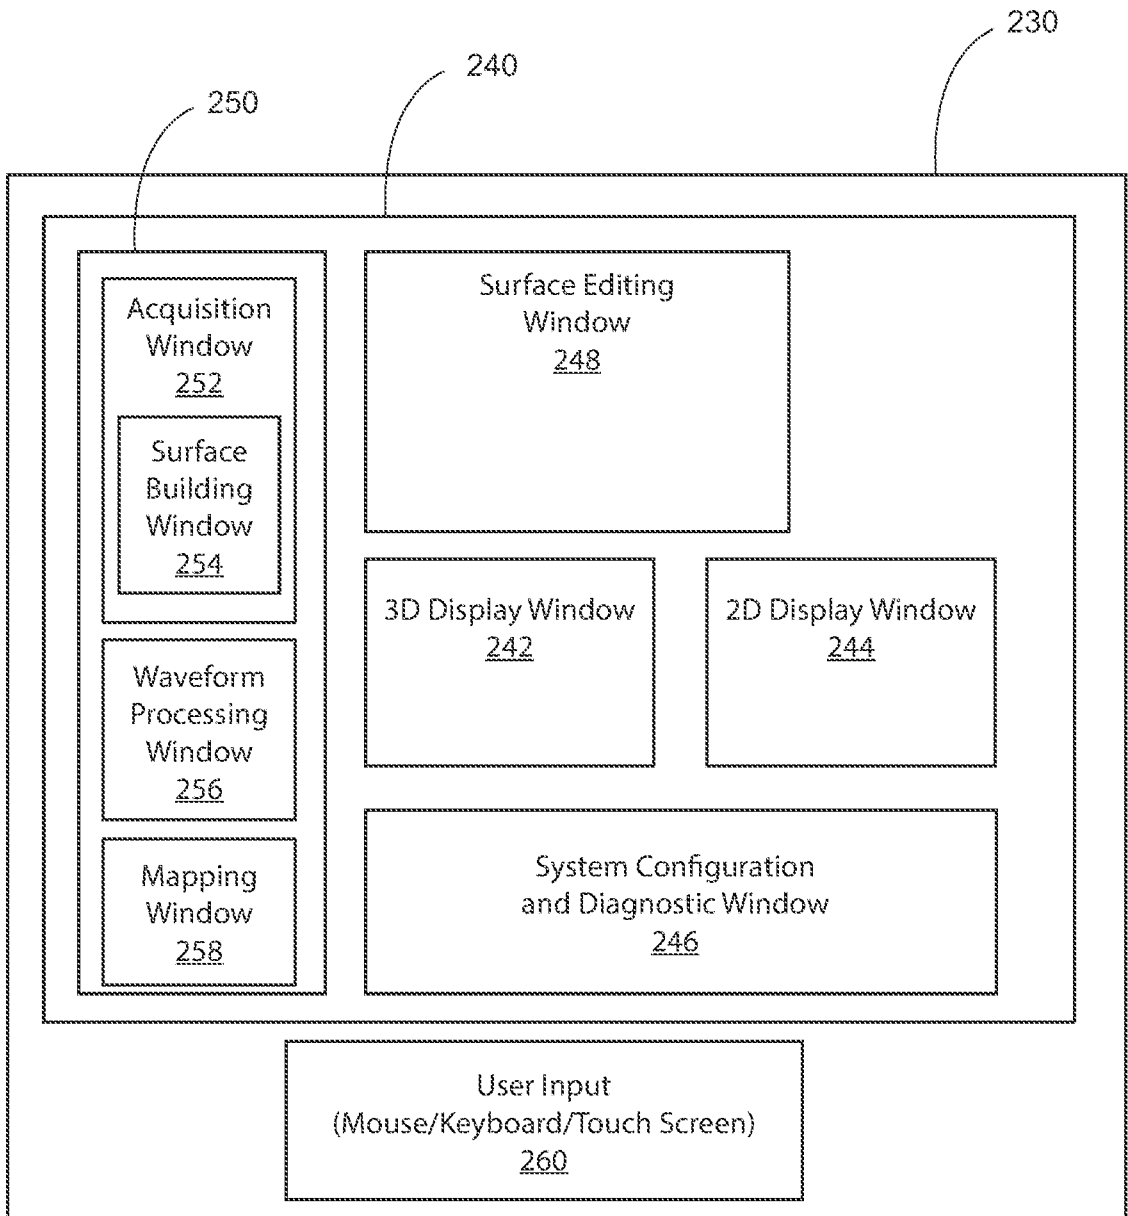 230
240
250
Acquisition
Window
252
Surface
Building
Window
254
Waveform
Processing
Window
256
Mapping
Window
258
Surface Editing
Window
248
3D Display Window
242
2D Display Window
244
System Configuration
and Diagnostic Window
246
User Input
(Mouse/Keyboard/Touch Screen)
260